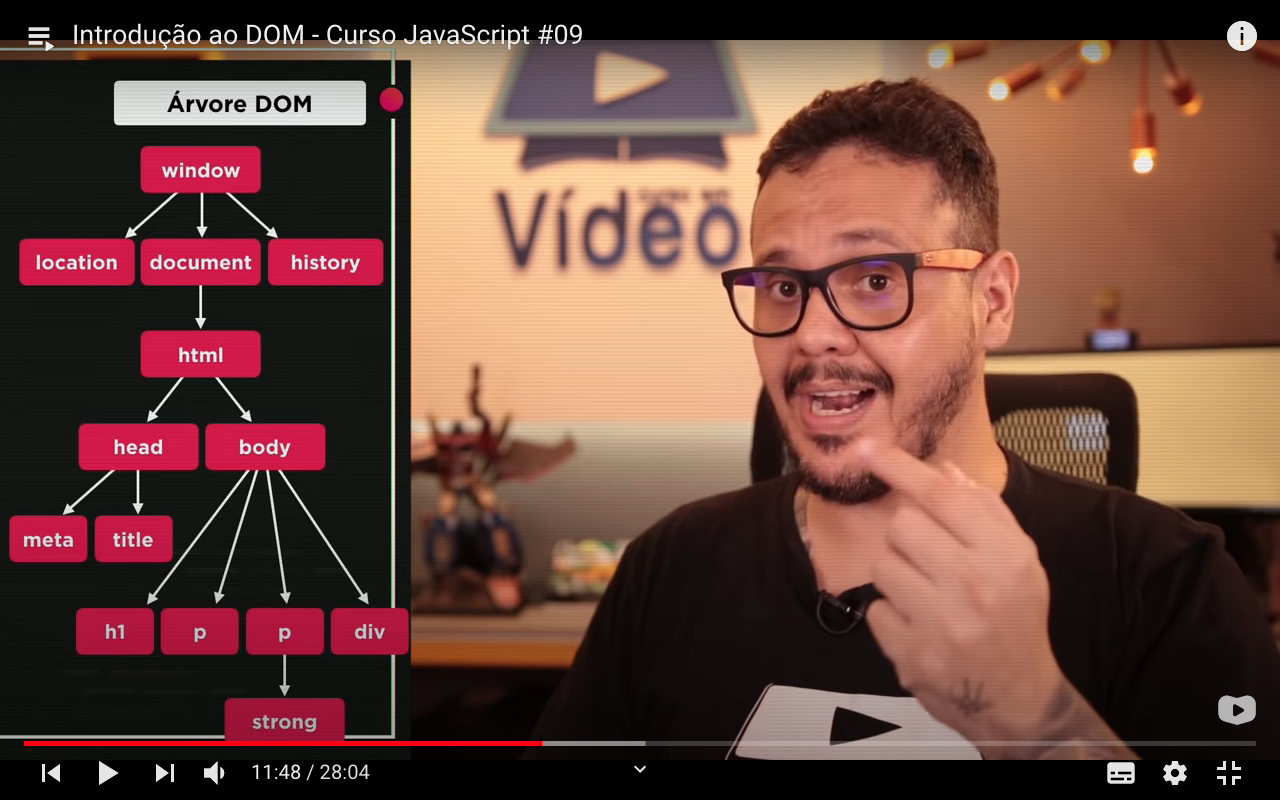 Introdução ao DOM - Curso JavaScript #09
Árvore DOM
window
location document history
html
head body
meta title
h1 p p div
strong
Vídeo
11:48 / 28:04